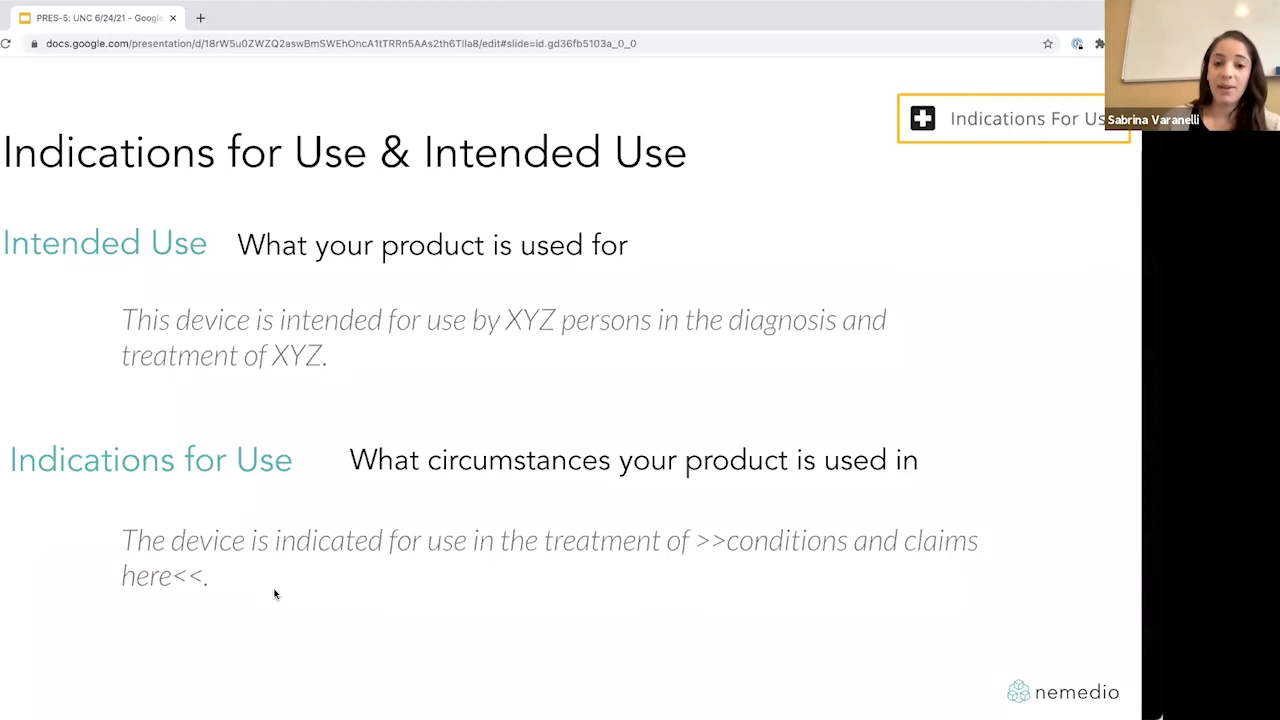 PRES-5: UNC 6/24/21 - Google
docs.google.com/presentation/d/18rW5u0ZWZQ2aswBmSWEhOncA1tTRRn5AAs2th6TIla8/edit#slide=id.gd36fb5103a_0_0
Indications For Us
Sabrina Varanelli
Indications for Use & Intended Use
Intended Use What your product is used for
This device is intended for use by XYZ persons in the diagnosis and
treatment of XYZ.
Indications for Use What circumstances your product is used in
The device is indicated for use in the treatment of >>conditions and claims
here<<.
nemedio